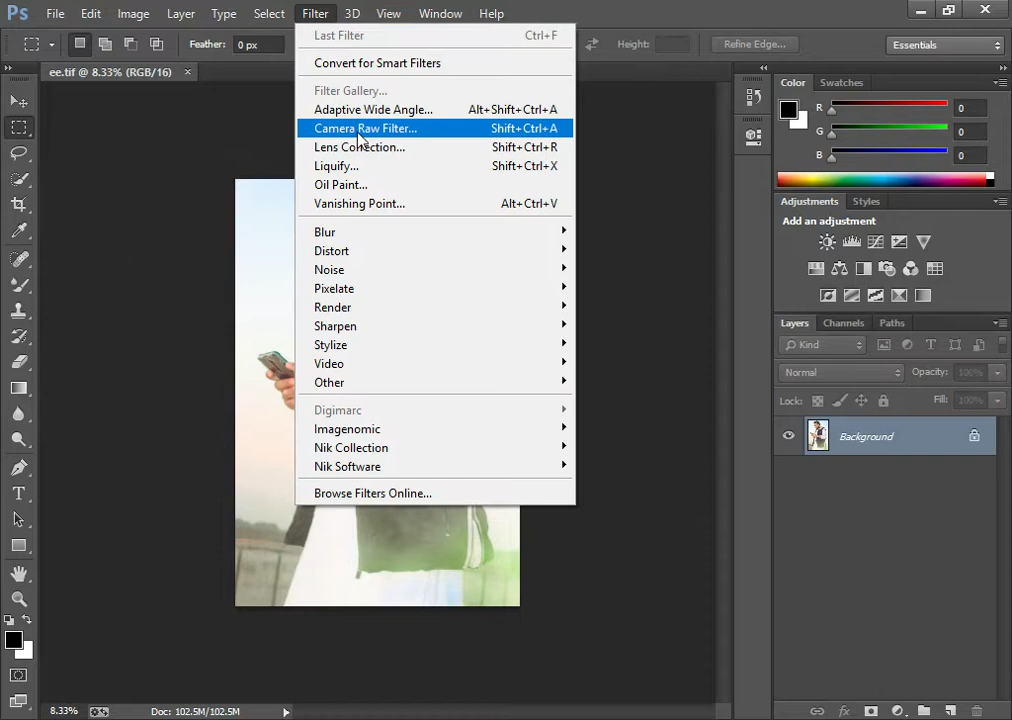 Ps File Edit Image Layer Type Select Filter 3D View Window Help
Feather: 0 px Height: Refine Edge... Essentials
ee.tif @ 8.33% (RGB/16) ×
Last Filter Ctrl+F
Convert for Smart Filters
Filter Gallery...
Adaptive Wide Angle... Alt+Shift+Ctrl+A
Camera Raw Filter... Shift+Ctrl+A
Lens Correction... Shift+Ctrl+R
Liquify... Shift+Ctrl+X
Oil Paint...
Vanishing Point... Alt+Ctrl+V
Blur
Distort
Noise
Pixelate
Render
Sharpen
Stylize
Video
Other
Digimarc
Imagenomic
Nik Collection
Nik Software
Browse Filters Online...
Color Swatches
R 0
G 0
B 0
Adjustments Styles
Add an adjustment
Layers Channels Paths
Kind
Normal Opacity: 100%
Lock: Fill: 100%
Background
8.33% Doc: 102.5M/102.5M